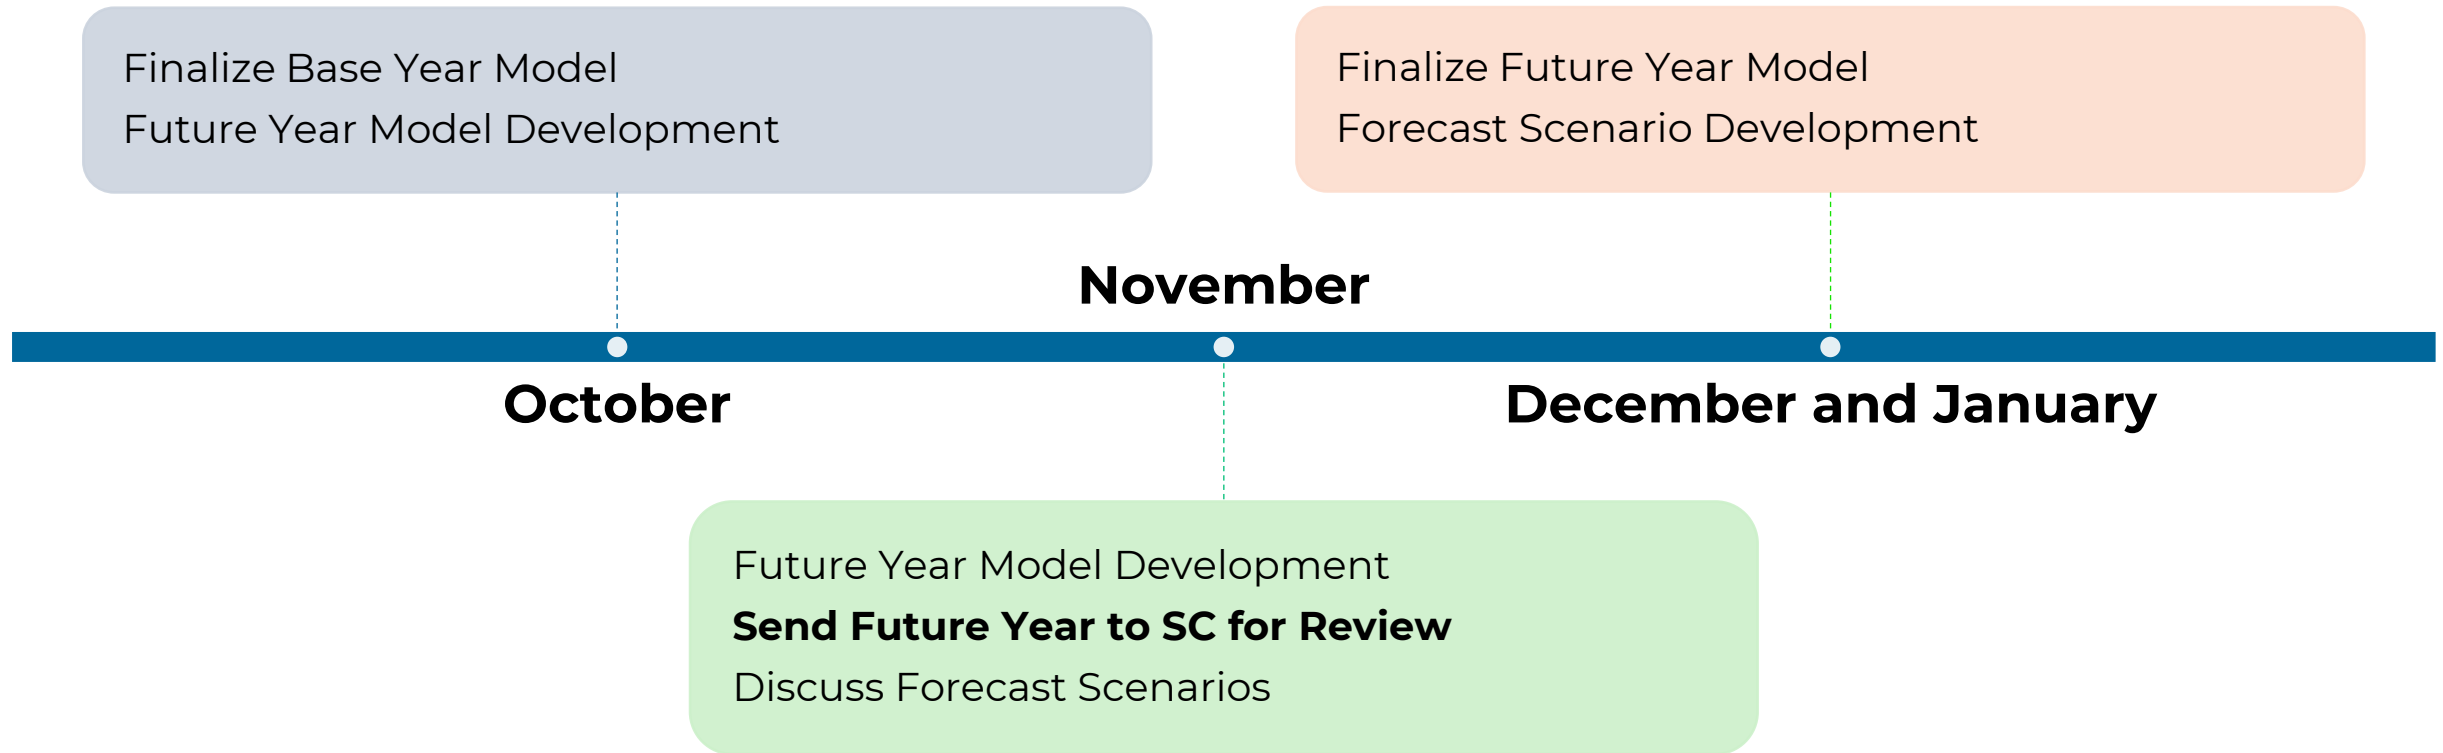 Finalize Base Year Model
Future Year Model Development
Finalize Future Year Model
Forecast Scenario Development
November
October
December and January
Future Year Model Development
Send Future Year to SC for Review
Discuss Forecast Scenarios